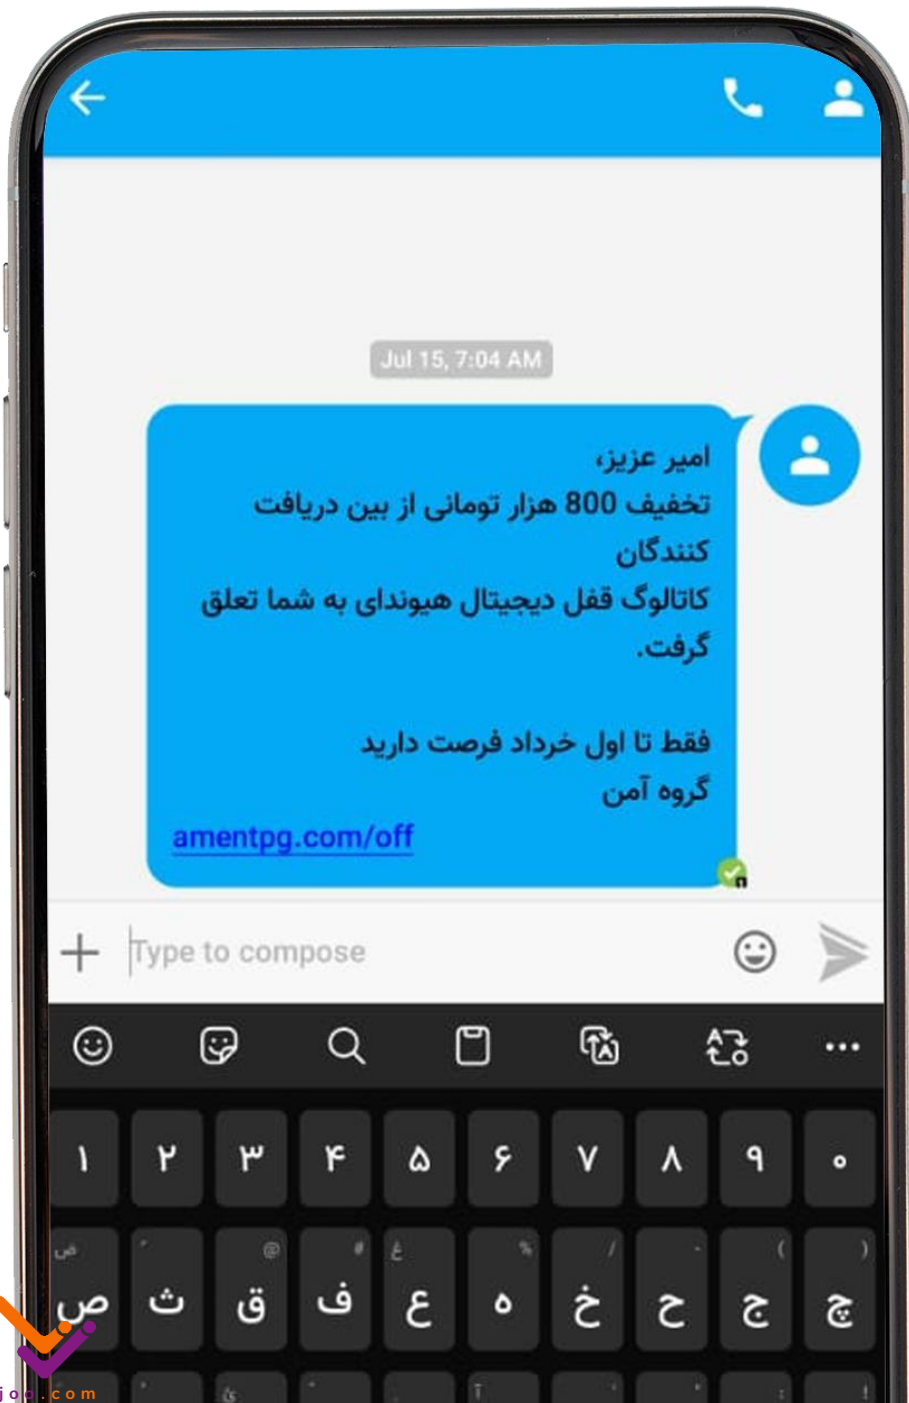 Jul 15, 7:04 AM
امیر عزیز،
تخفیف 800 هزار تومانی از بین دریافت
کنندگان
کاتالوگ قفل دیجیتال هیوندای به شما تعلق
گرفت.
فقط تا اول خرداد فرصت دارید
گروه آمن
amentpg.com/off
Type to compose
۱ ۲ ۳ ۴ ۵ ۶ ۷ ۸ ۹ ۰
ض @ # غ % / - ( )
ص ث ق ف ع ه خ ح ج چ
joo.com